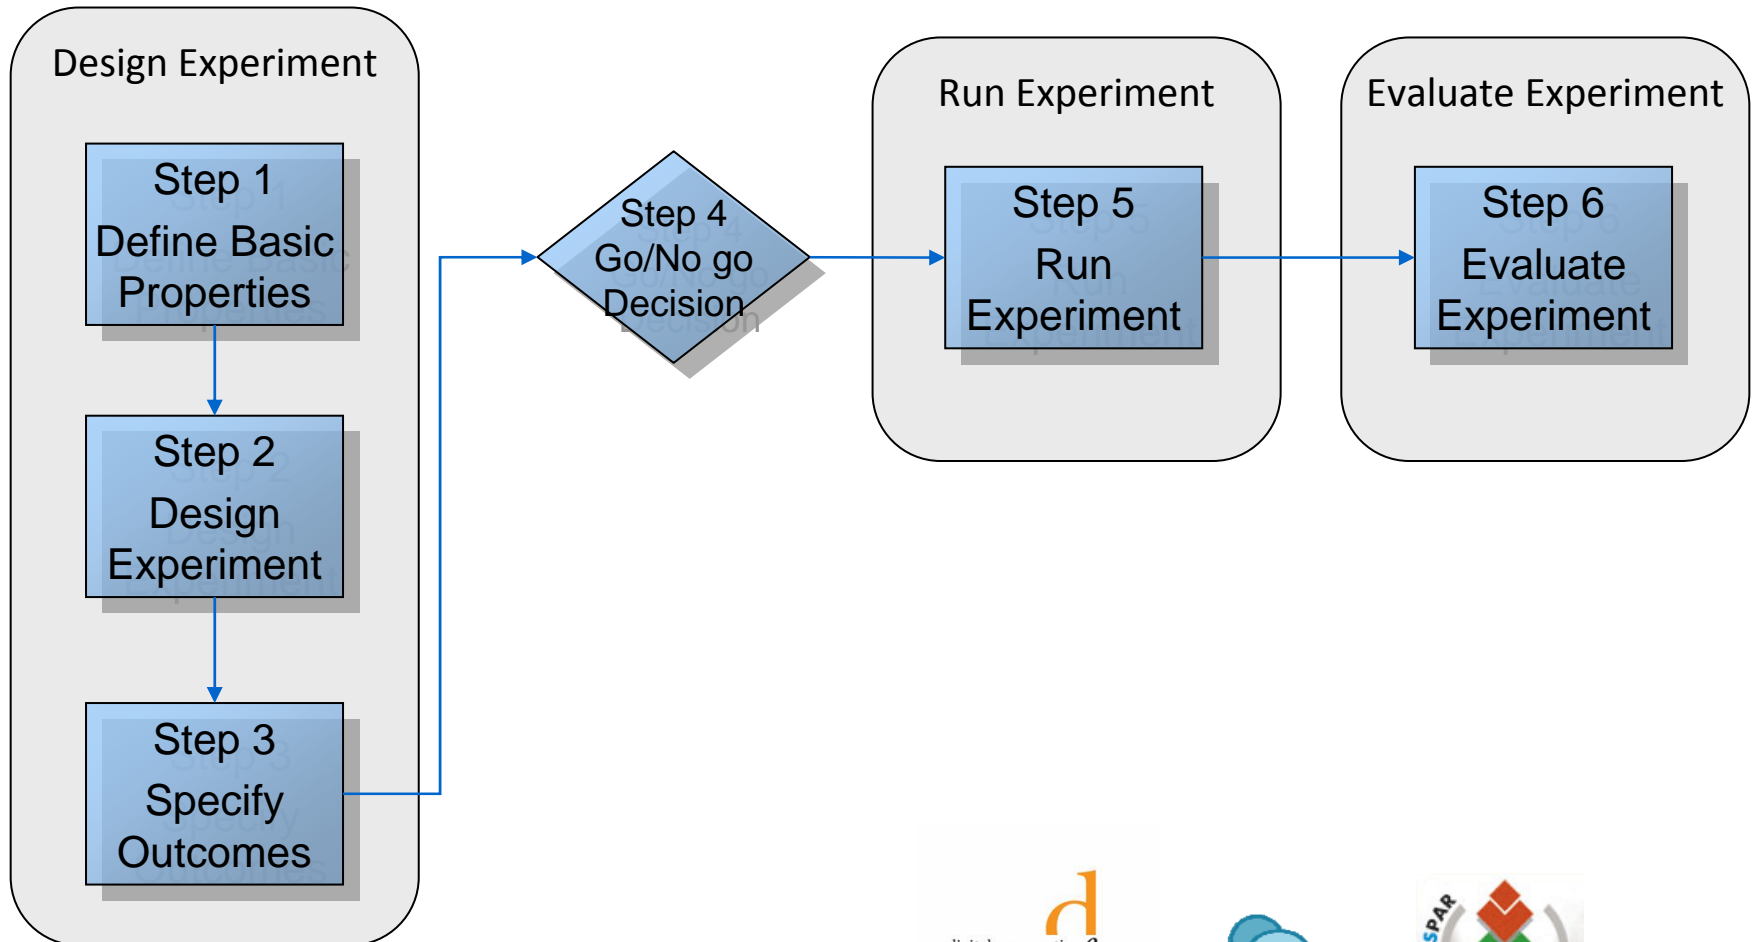 Design Experiment
Step 1
Define Basic
Properties
Step 2
Design
Experiment
Step 3
Specify
Outcomes
Step 4
Go/No go
Decision
Run Experiment
Step 5
Run
Experiment
Evaluate Experiment
Step 6
Evaluate
Experiment
d
SPAR